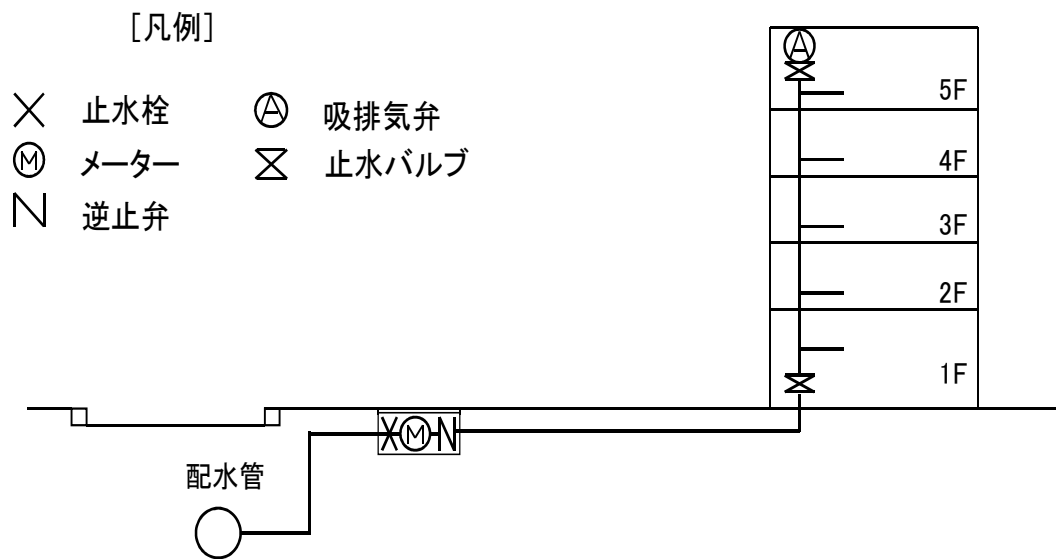 [凡例]
止水栓
Ⓐ 吸排気弁
Ⓜ メーター
止水バルブ
逆止弁
Ⓐ
5F
4F
3F
2F
1F
Ⓜ
配水管